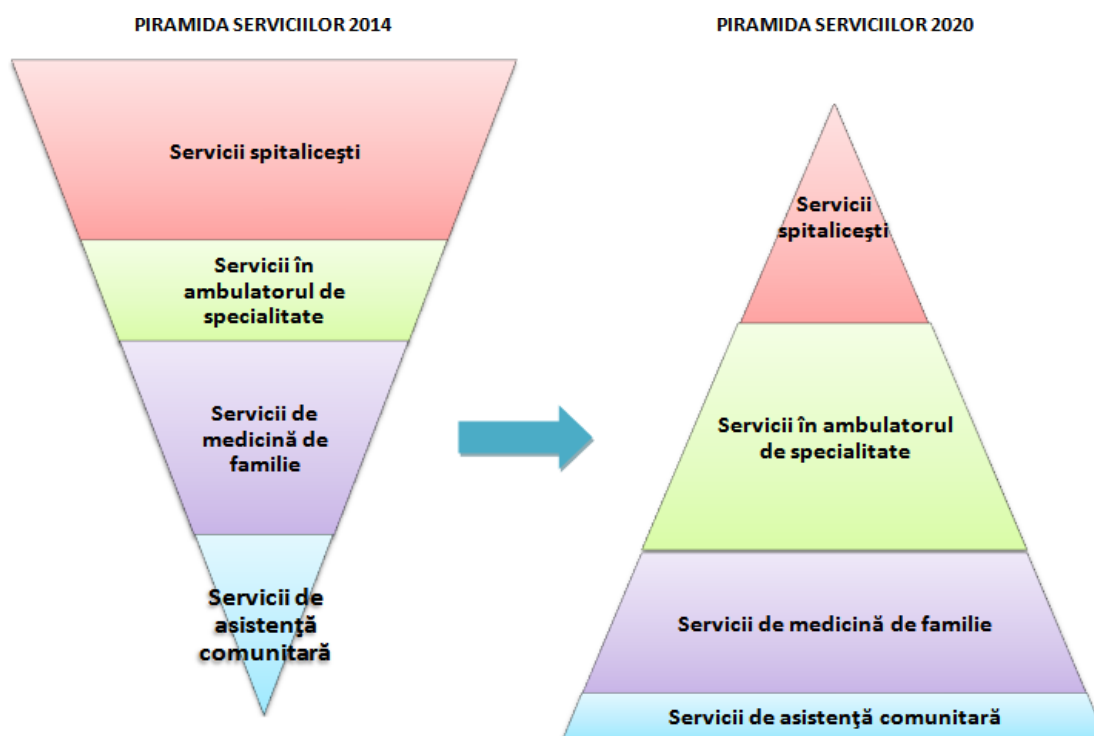 PIRAMIDA SERVICIILOR 2014
Servicii spitaliceşti
Servicii în
ambulatorul de
specialitate
Servicii de
medicină de
familie
Servicii de
asistenţă
comunitară
PIRAMIDA SERVICIILOR 2020
Servicii
spitaliceşti
Servicii în ambulatorul
de specialitate
Servicii de medicină de familie
Servicii de asistenţă comunitară